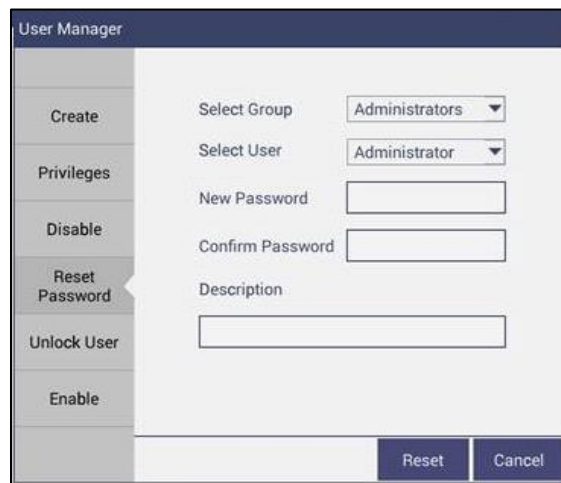 User Manager
Create
Privileges
Disable
Reset
Password
Unlock User
Enable
Select Group
Administrators
Select User
Administrator
New Password
Confirm Password
Description
Reset
Cancel